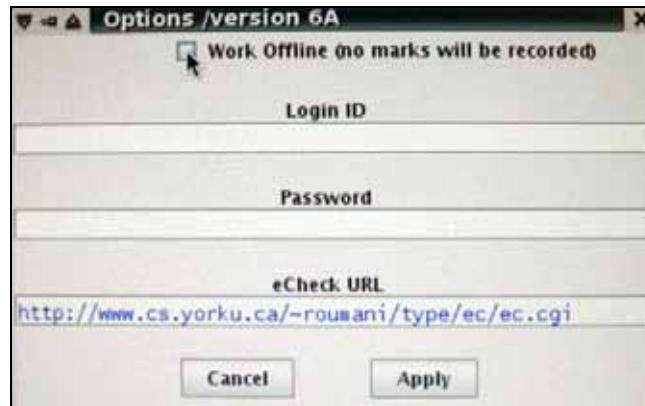 Options /version 6A
Work Offline (no marks will be recorded)
Login ID
Password
eCheck URL
http://www.cs.yorku.ca/~roumani/type/ec/ec.cgi
Cancel Apply